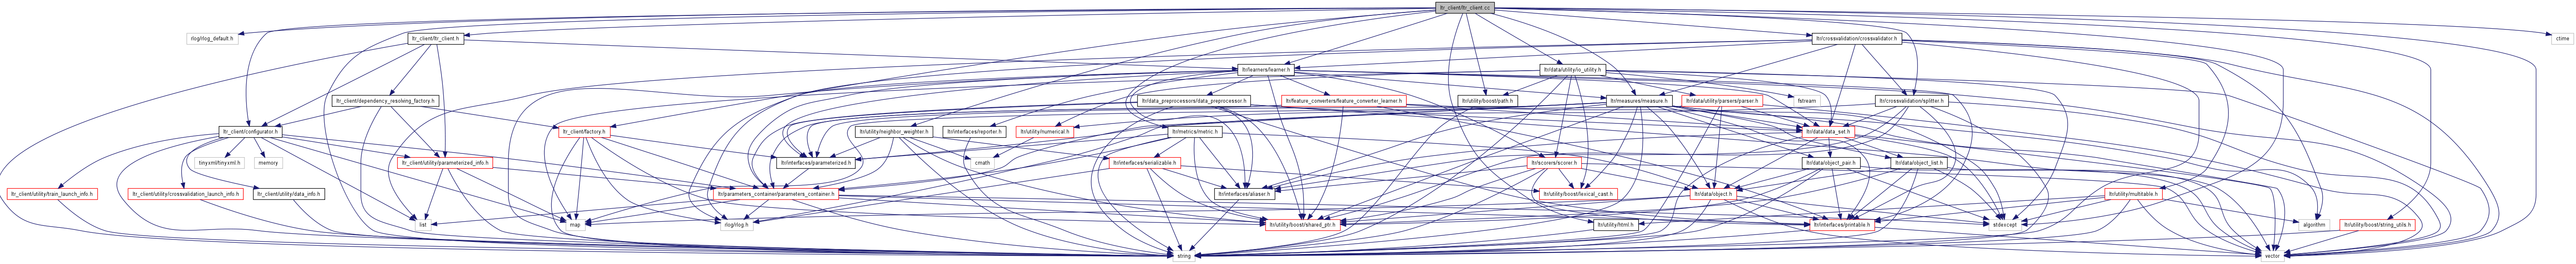 ltr_client/ltr_client.cc
rlog/rlog_default.h
ltr_client/ltr_client.h
ltr/crossvalidation/crossvalidator.h
ctime
ltr/learners/learner.h
ltr/data/utility/io_utility.h
ltr_client/dependency_resolving_factory.h
ltr/data_preprocessors/data_preprocessor.h
ltr/feature_converters/feature_converter_learner.h
ltr/utility/boost/path.h
ltr/measures/measure.h
ltr/data/utility/parsers/parser.h
fstream
ltr/crossvalidation/splitter.h
ltr_client/configurator.h
ltr_client/factory.h
ltr/utility/neighbor_weighter.h
ltr/interfaces/reporter.h
ltr/utility/numerical.h
ltr/metrics/metric.h
ltr/data/data_set.h
tinyxml/tinyxml.h
memory
ltr_client/utility/parameterized_info.h
ltr/interfaces/parameterized.h
cmath
ltr/interfaces/serializable.h
ltr/scorers/scorer.h
ltr/data/object_pair.h
ltr/data/object_list.h
ltr_client/utility/train_launch_info.h
ltr_client/utility/crossvalidation_launch_info.h
ltr_client/utility/data_info.h
ltr/parameters_container/parameters_container.h
ltr/interfaces/aliaser.h
ltr/utility/boost/lexical_cast.h
ltr/data/object.h
ltr/utility/multitable.h
list
map
rlog/rlog.h
ltr/utility/boost/shared_ptr.h
ltr/utility/html.h
ltr/interfaces/printable.h
stdexcept
algorithm
ltr/utility/boost/string_utils.h
string
vector